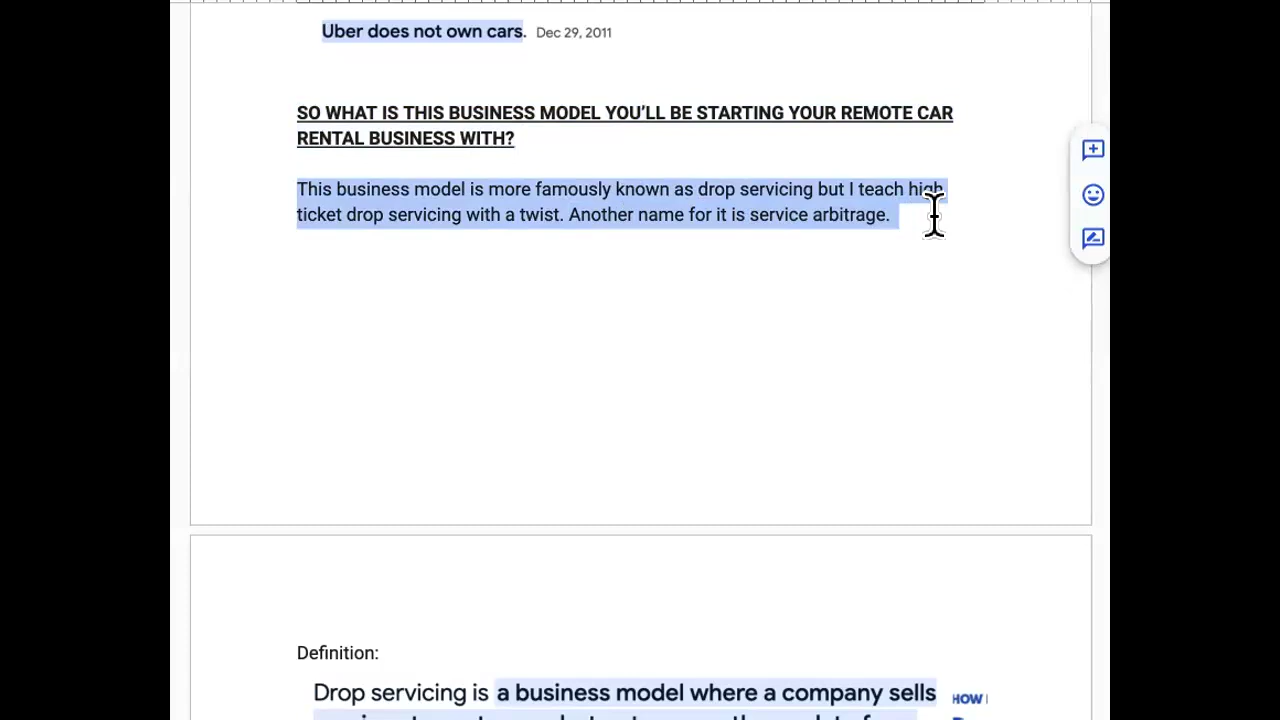 Uber does not own cars. Dec 29, 2011
SO WHAT IS THIS BUSINESS MODEL YOU’LL BE STARTING YOUR REMOTE CAR
RENTAL BUSINESS WITH?
This business model is more famously known as drop servicing but I teach high
ticket drop servicing with a twist. Another name for it is service arbitrage.
Definition:
Drop servicing is a business model where a company sells
HOW